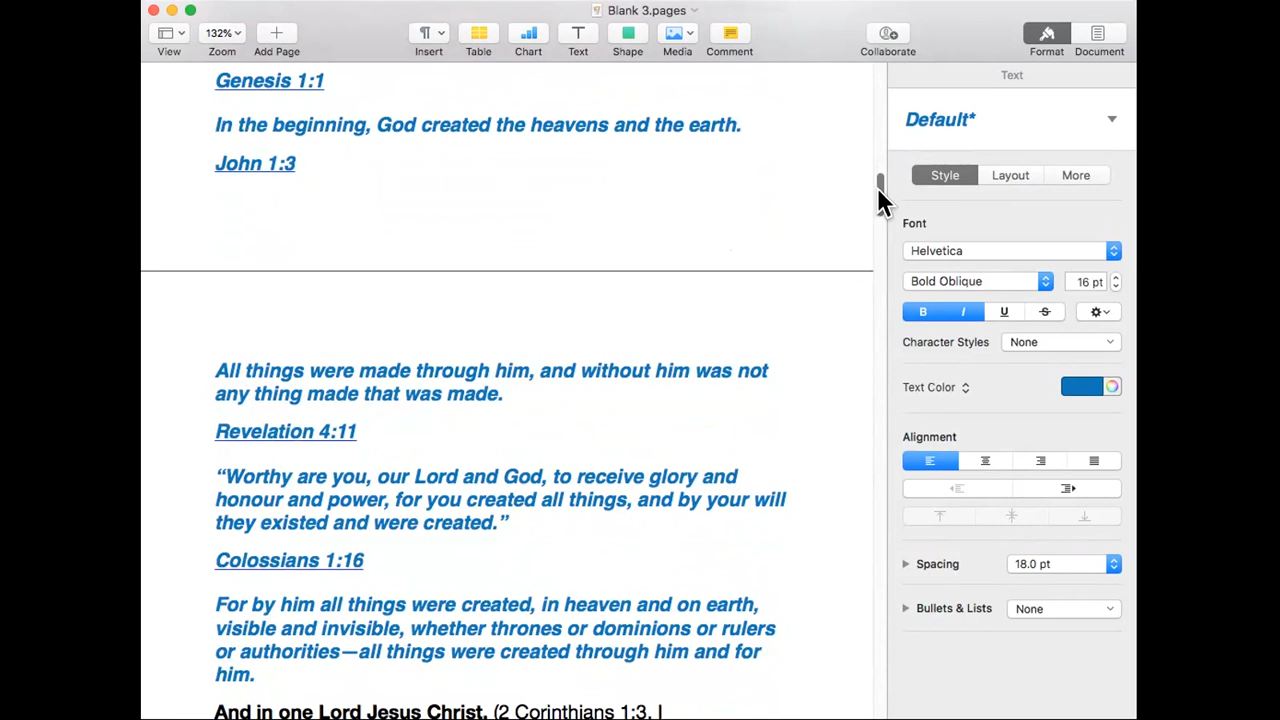 Blank 3.pages
132%
View Zoom Add Page Insert Table Chart Text Shape Media Comment Collaborate Format Document
Genesis 1:1
In the beginning, God created the heavens and the earth.
John 1:3
All things were made through him, and without him was not
any thing made that was made.
Revelation 4:11
“Worthy are you, our Lord and God, to receive glory and
honour and power, for you created all things, and by your will
they existed and were created.”
Colossians 1:16
For by him all things were created, in heaven and on earth,
visible and invisible, whether thrones or dominions or rulers
or authorities—all things were created through him and for
him.
And in one Lord Jesus Christ, (2 Corinthians 1:3, I
Text
Default*
Style Layout More
Font
Helvetica
Bold Oblique 16 pt
B I U S
Character Styles None
Text Color
Alignment
Spacing 18.0 pt
Bullets & Lists None